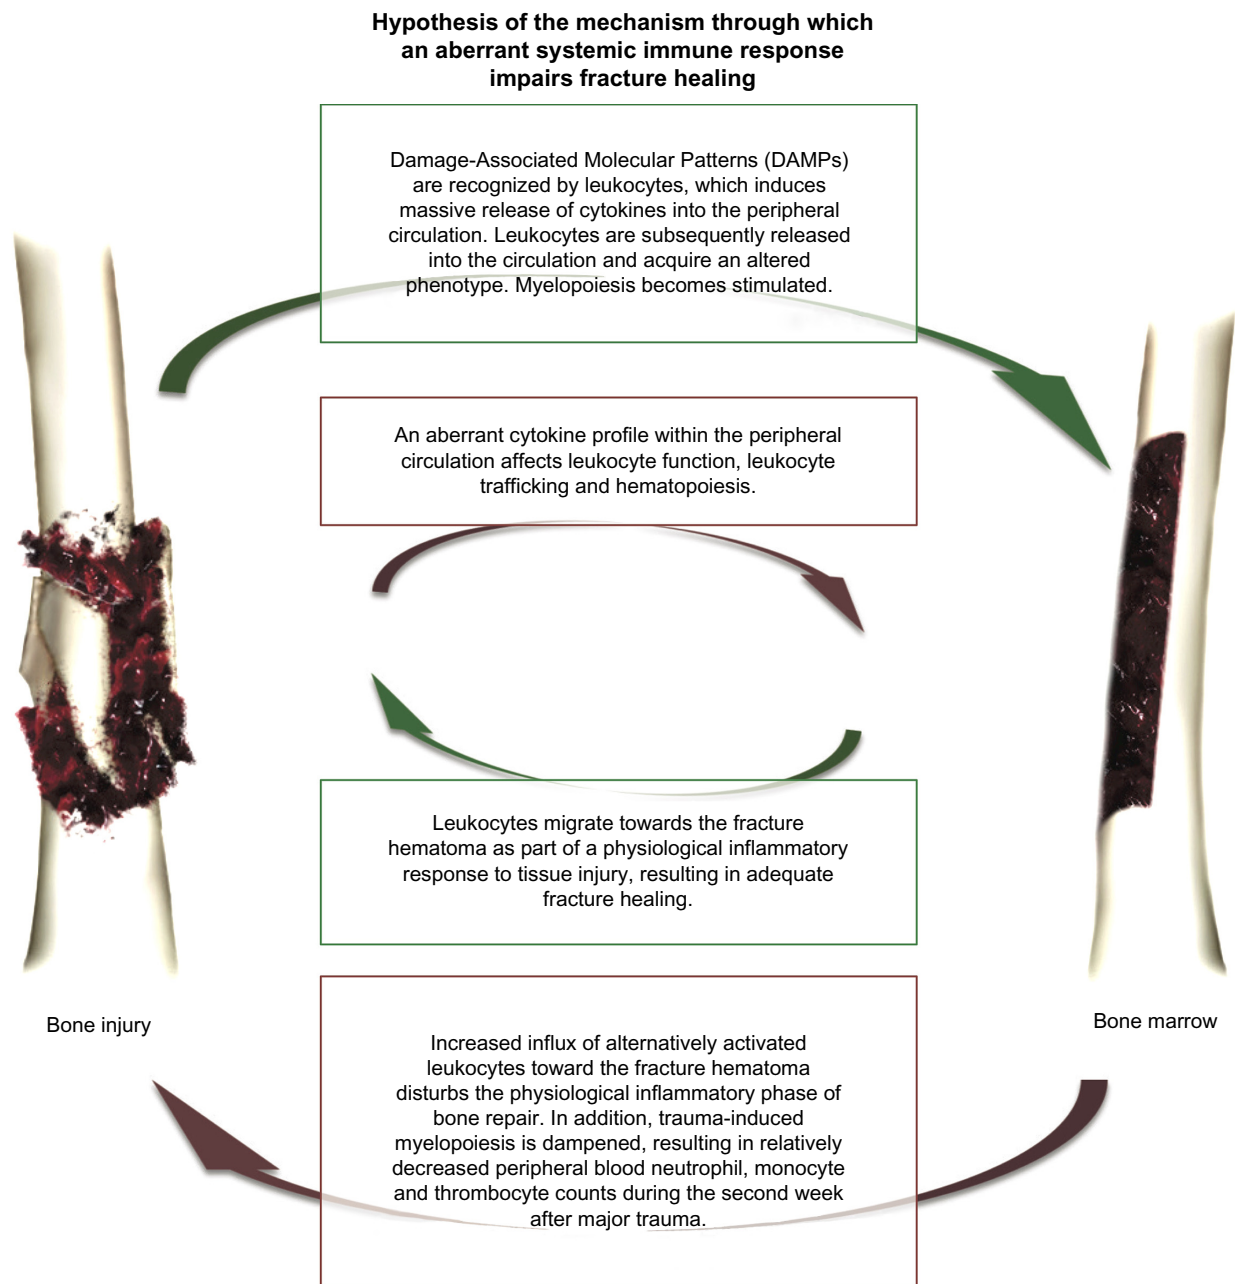 Hypothesis of the mechanism through which
an aberrant systemic immune response
impairs fracture healing
Damage-Associated Molecular Patterns (DAMPs)
are recognized by leukocytes, which induces
massive release of cytokines into the peripheral
circulation. Leukocytes are subsequently released
into the circulation and acquire an altered
phenotype. Myelopoiesis becomes stimulated.
An aberrant cytokine profile within the peripheral
circulation affects leukocyte function, leukocyte
trafficking and hematopoiesis.
Leukocytes migrate towards the fracture
hematoma as part of a physiological inflammatory
response to tissue injury, resulting in adequate
fracture healing.
Bone injury
Bone marrow
Increased influx of alternatively activated
leukocytes toward the fracture hematoma
disturbs the physiological inflammatory phase of
bone repair. In addition, trauma-induced
myelopoiesis is dampened, resulting in relatively
decreased peripheral blood neutrophil, monocyte
and thrombocyte counts during the second week
after major trauma.